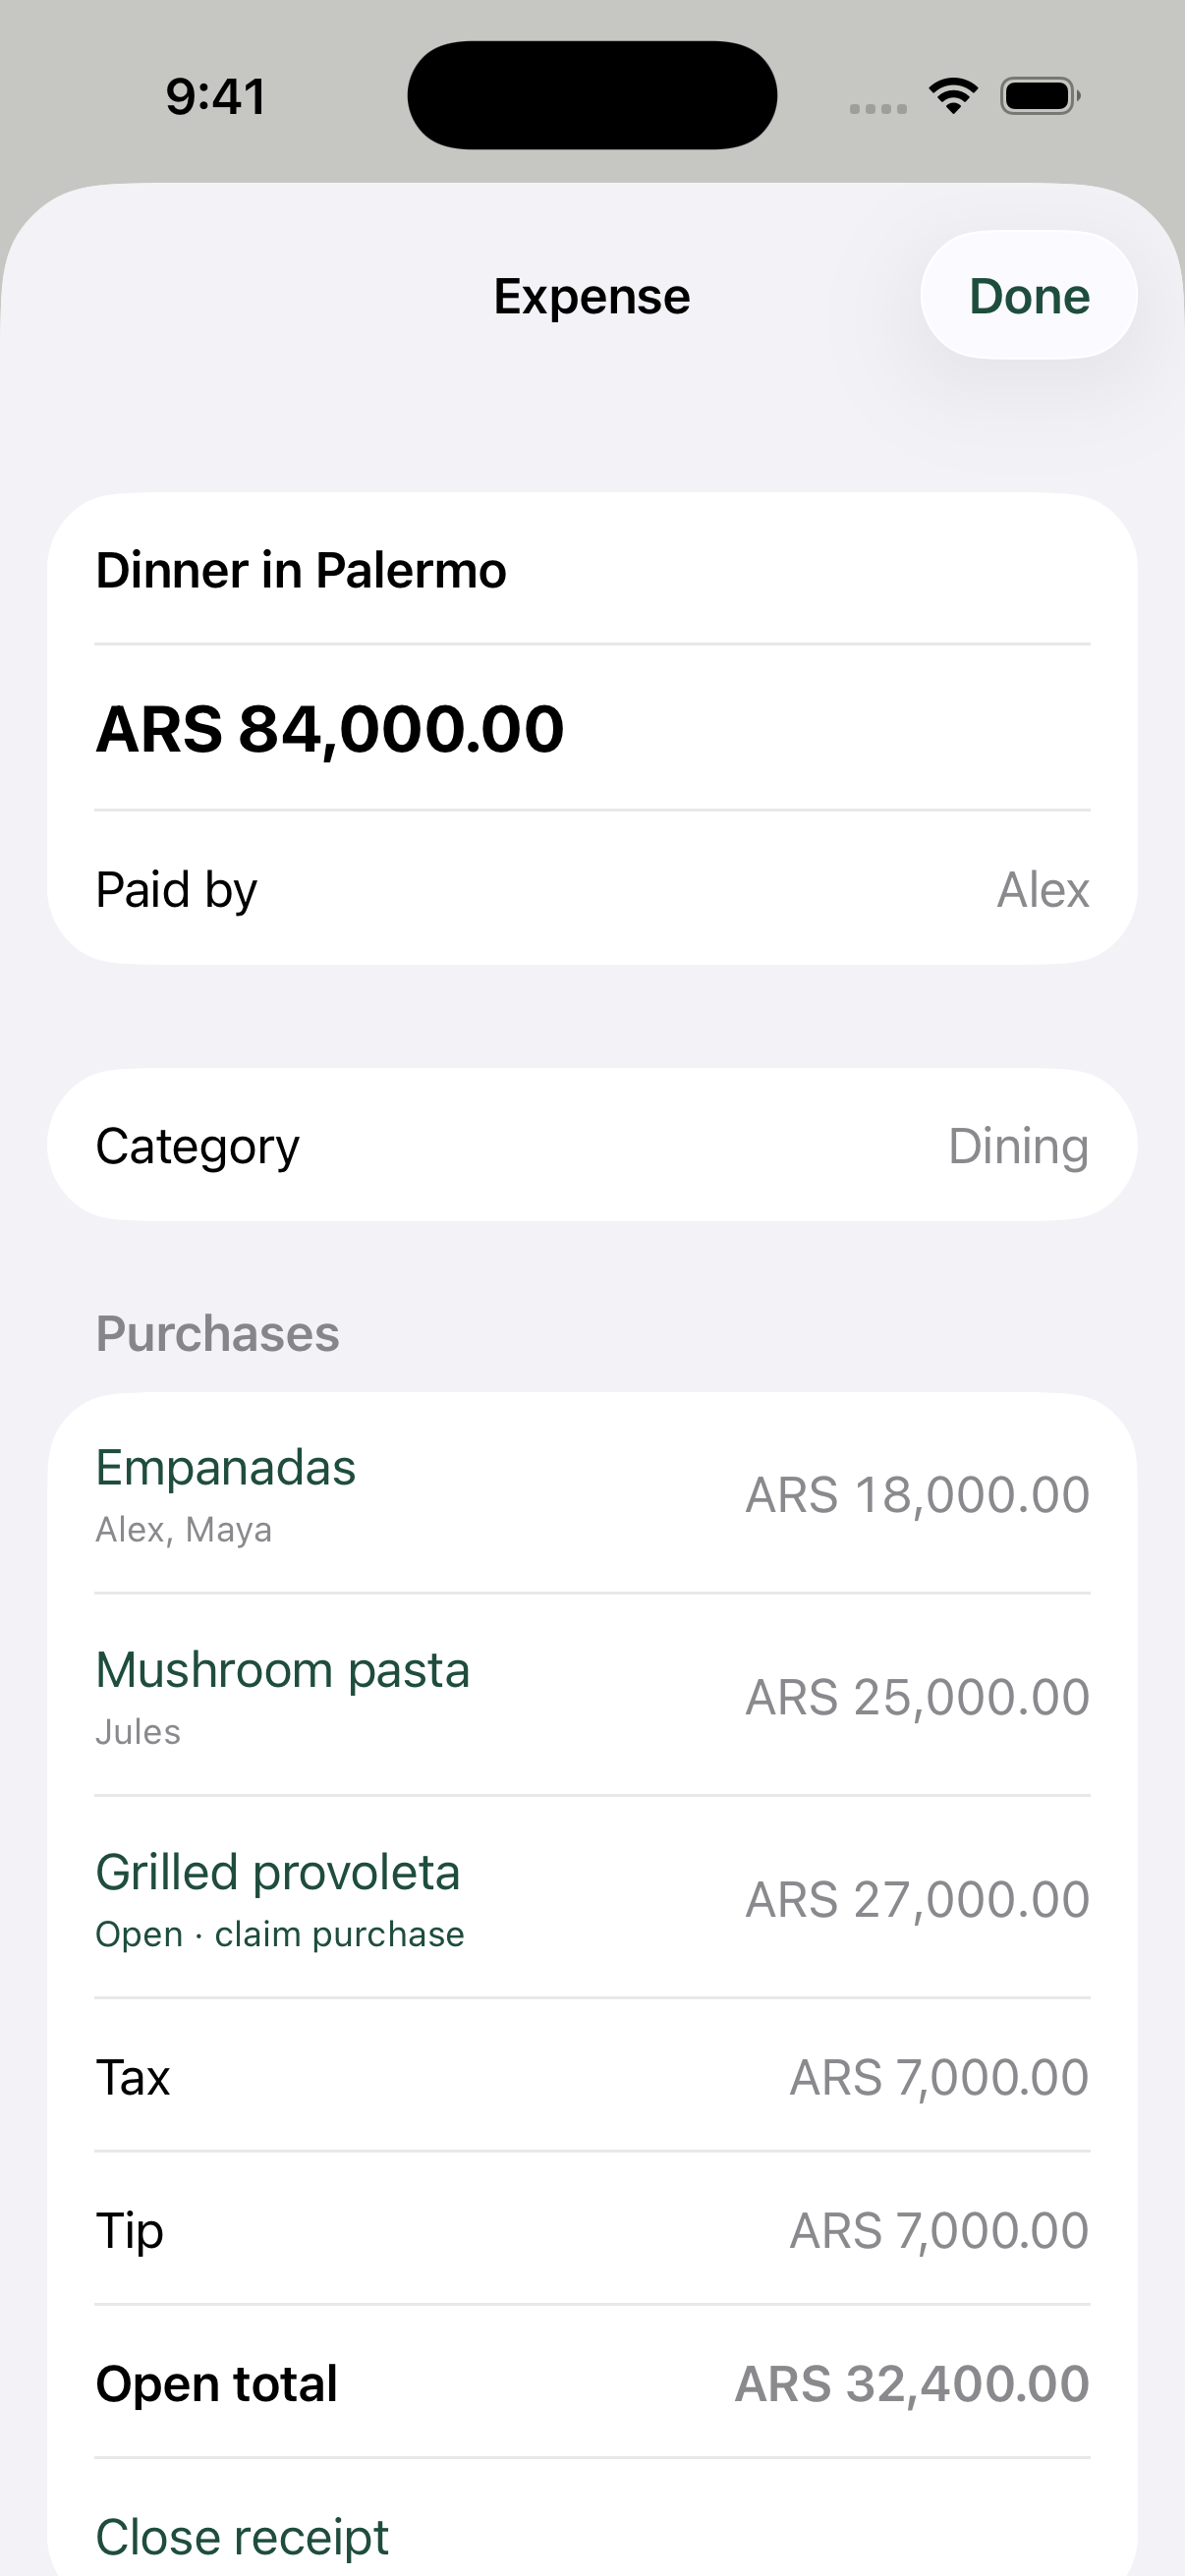 9:41
Expense
Done
Dinner in Palermo
ARS 84,000.00
Paid by Alex
Category Dining
Purchases
Empanadas
Alex, Maya
ARS 18,000.00
Mushroom pasta
Jules
ARS 25,000.00
Grilled provoleta
Open · claim purchase
ARS 27,000.00
Tax ARS 7,000.00
Tip ARS 7,000.00
Open total ARS 32,400.00
Close receipt